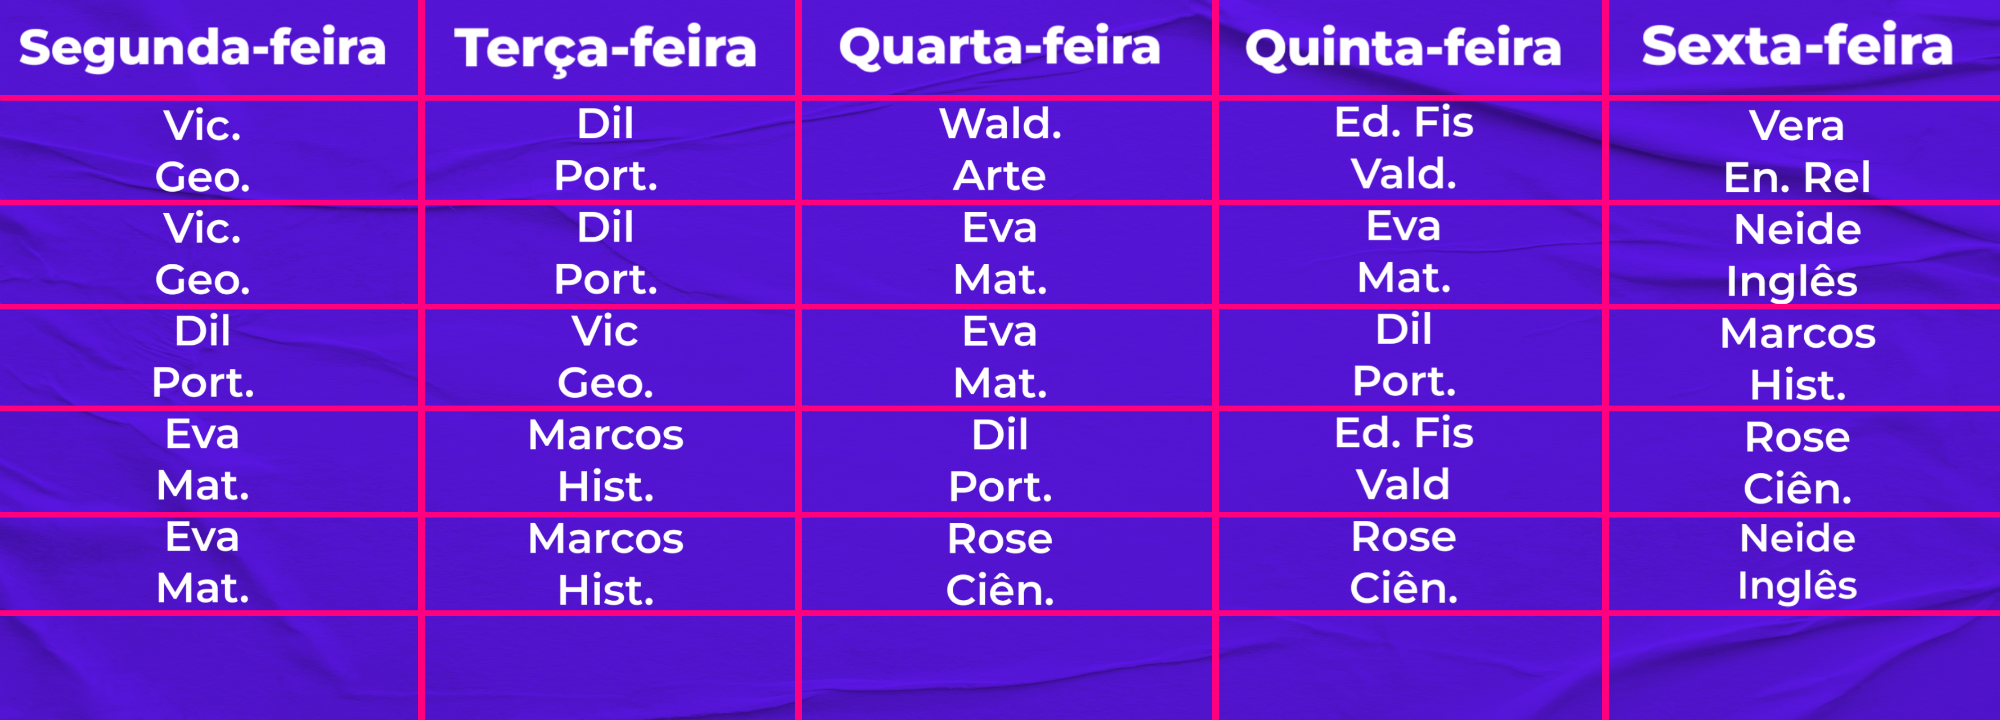 Segunda-feira Terça-feira Quarta-feira Quinta-feira Sexta-feira
Vic. Dil Wald. Ed. Fis Vera
Geo. Port. Arte Vald. En. Rel
Vic. Dil Eva Eva Neide
Geo. Port. Mat. Mat. Inglês
Dil Vic Eva Dil Marcos
Port. Geo. Mat. Port. Hist.
Eva Marcos Dil Ed. Fis Rose
Mat. Hist. Port. Vald Ciên.
Eva Marcos Rose Rose Neide
Mat. Hist. Ciên. Ciên. Inglês